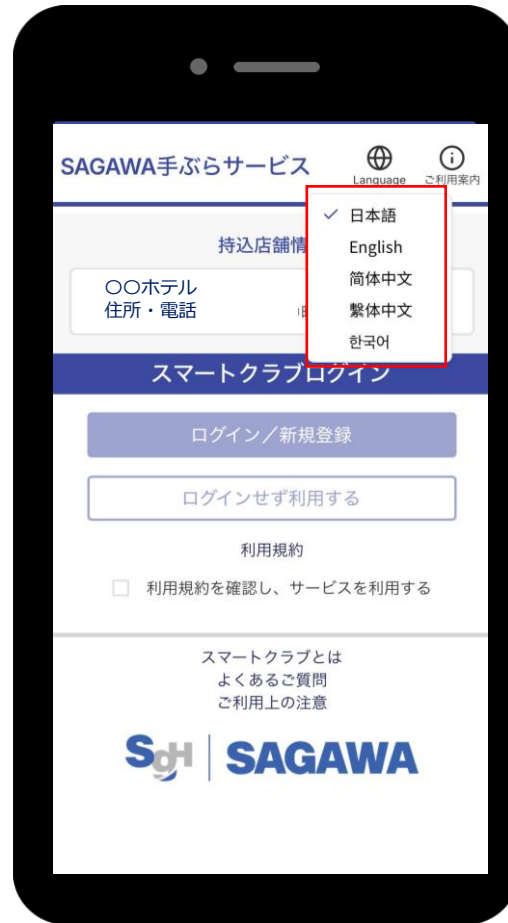 SAGAWA手ぶらサービス
Language
ご利用案内
日本語
English
简体中文
繫体中文
한국어
持込店舗情
〇〇ホテル
住所・電話
スマートクラブログイン
ログイン／新規登録
ログインせず利用する
利用規約
利用規約を確認し、サービスを利用する
スマートクラブとは
よくあるご質問
ご利用上の注意
SGH SAGAWA